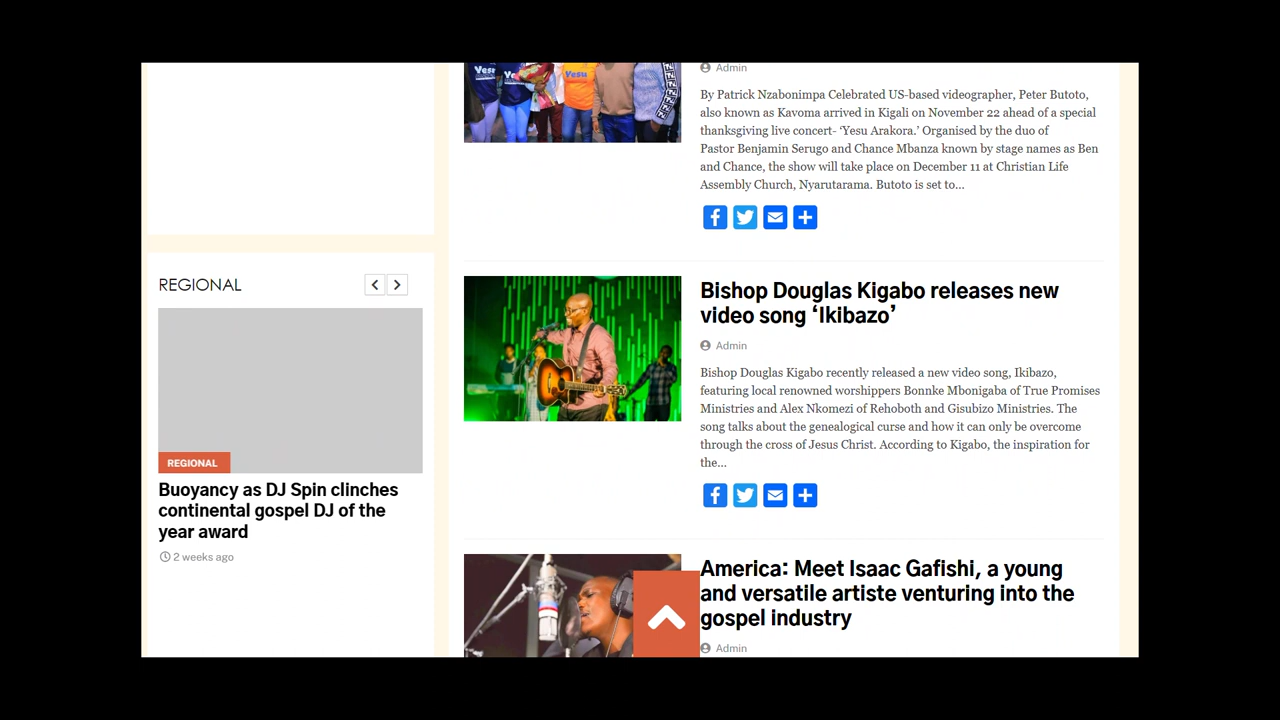 Yesu
Yesu
Admin
By Patrick Nzabonimpa Celebrated US-based videographer, Peter Butoto,
also known as Kavoma arrived in Kigali on November 22 ahead of a special
thanksgiving live concert- ‘Yesu Arakora.’ Organised by the duo of
Pastor Benjamin Serugo and Chance Mbanza known by stage names as Ben
and Chance, the show will take place on December 11 at Christian Life
Assembly Church, Nyarutarama. Butoto is set to…
REGIONAL
REGIONAL
Buoyancy as DJ Spin clinches
continental gospel DJ of the
year award
2 weeks ago
Bishop Douglas Kigabo releases new
video song ‘Ikibazo’
Admin
Bishop Douglas Kigabo recently released a new video song, Ikibazo,
featuring local renowned worshippers Bonnke Mbonigaba of True Promises
Ministries and Alex Nkomezi of Rehoboth and Gisubizo Ministries. The
song talks about the genealogical curse and how it can only be overcome
through the cross of Jesus Christ. According to Kigabo, the inspiration for
the…
America: Meet Isaac Gafishi, a young
and versatile artiste venturing into the
gospel industry
Admin